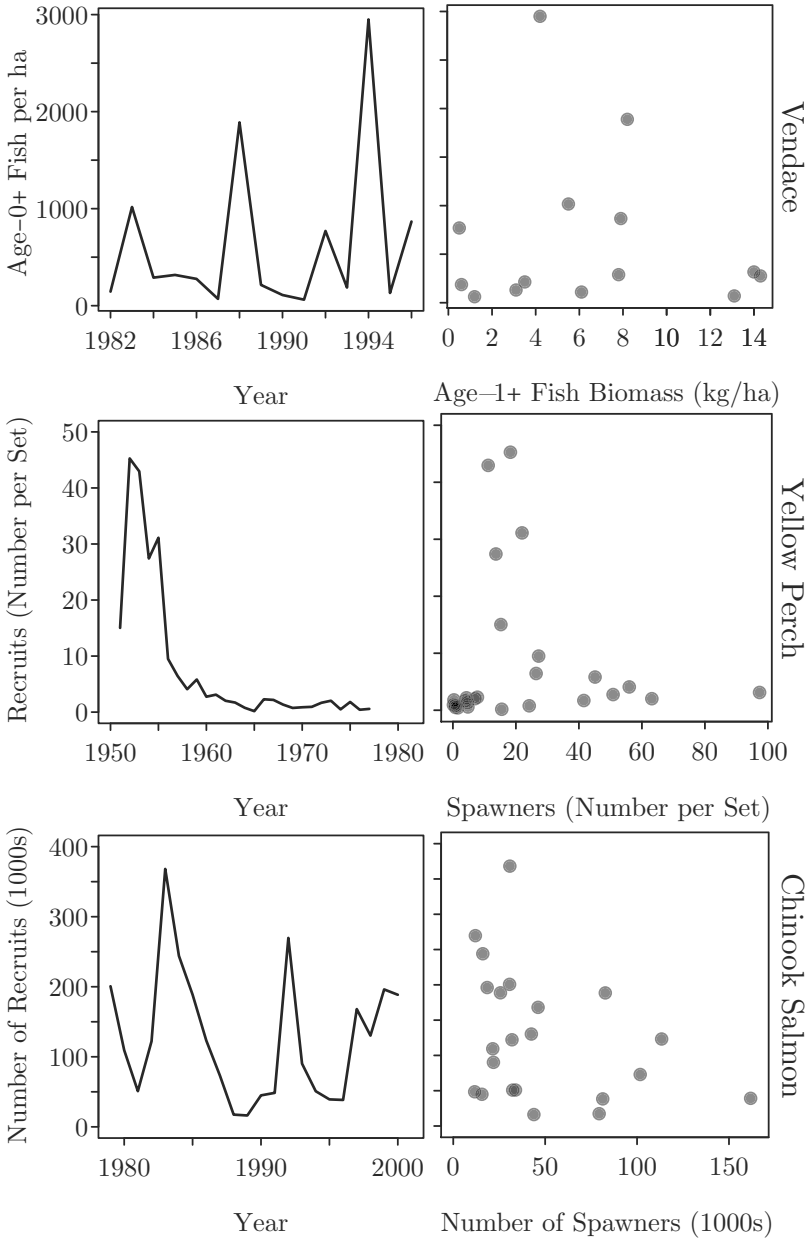 3000
2000
1000
0
Age–0+ Fish per ha
1982 1986 1990 1994
Year
0 2 4 6 8 10 12 14
Age–1+ Fish Biomass (kg/ha)
Vendace
50
40
30
20
10
0
Recruits (Number per Set)
1950 1960 1970 1980
Year
0 20 40 60 80 100
Spawners (Number per Set)
Yellow Perch
400
300
200
100
0
Number of Recruits (1000s)
1980 1990 2000
Year
0 50 100 150
Number of Spawners (1000s)
Chinook Salmon